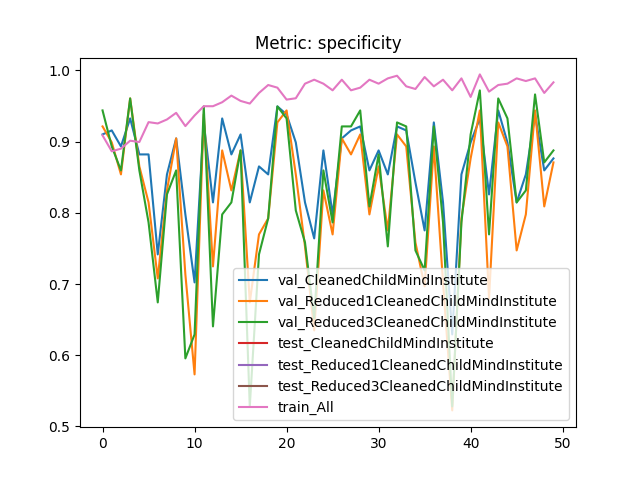 Metric: specificity
1.0
0.9
0.8
0.7
0.6
0.5
0
10
20
30
40
50
val_CleanedChildMindInstitute
val_Reduced1CleanedChildMindInstitute
val_Reduced3CleanedChildMindInstitute
test_CleanedChildMindInstitute
test_Reduced1CleanedChildMindInstitute
test_Reduced3CleanedChildMindInstitute
train_All